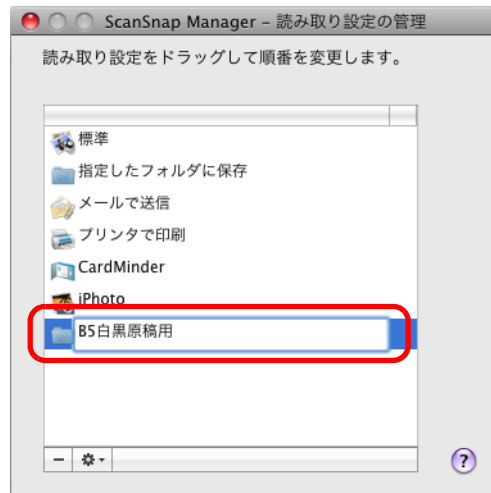 ScanSnap Manager – 読み取り設定の管理
読み取り設定をドラッグして順番を変更します。
標準
指定したフォルダに保存
メールで送信
プリンタで印刷
CardMinder
iPhoto
B5白黒原稿用
?